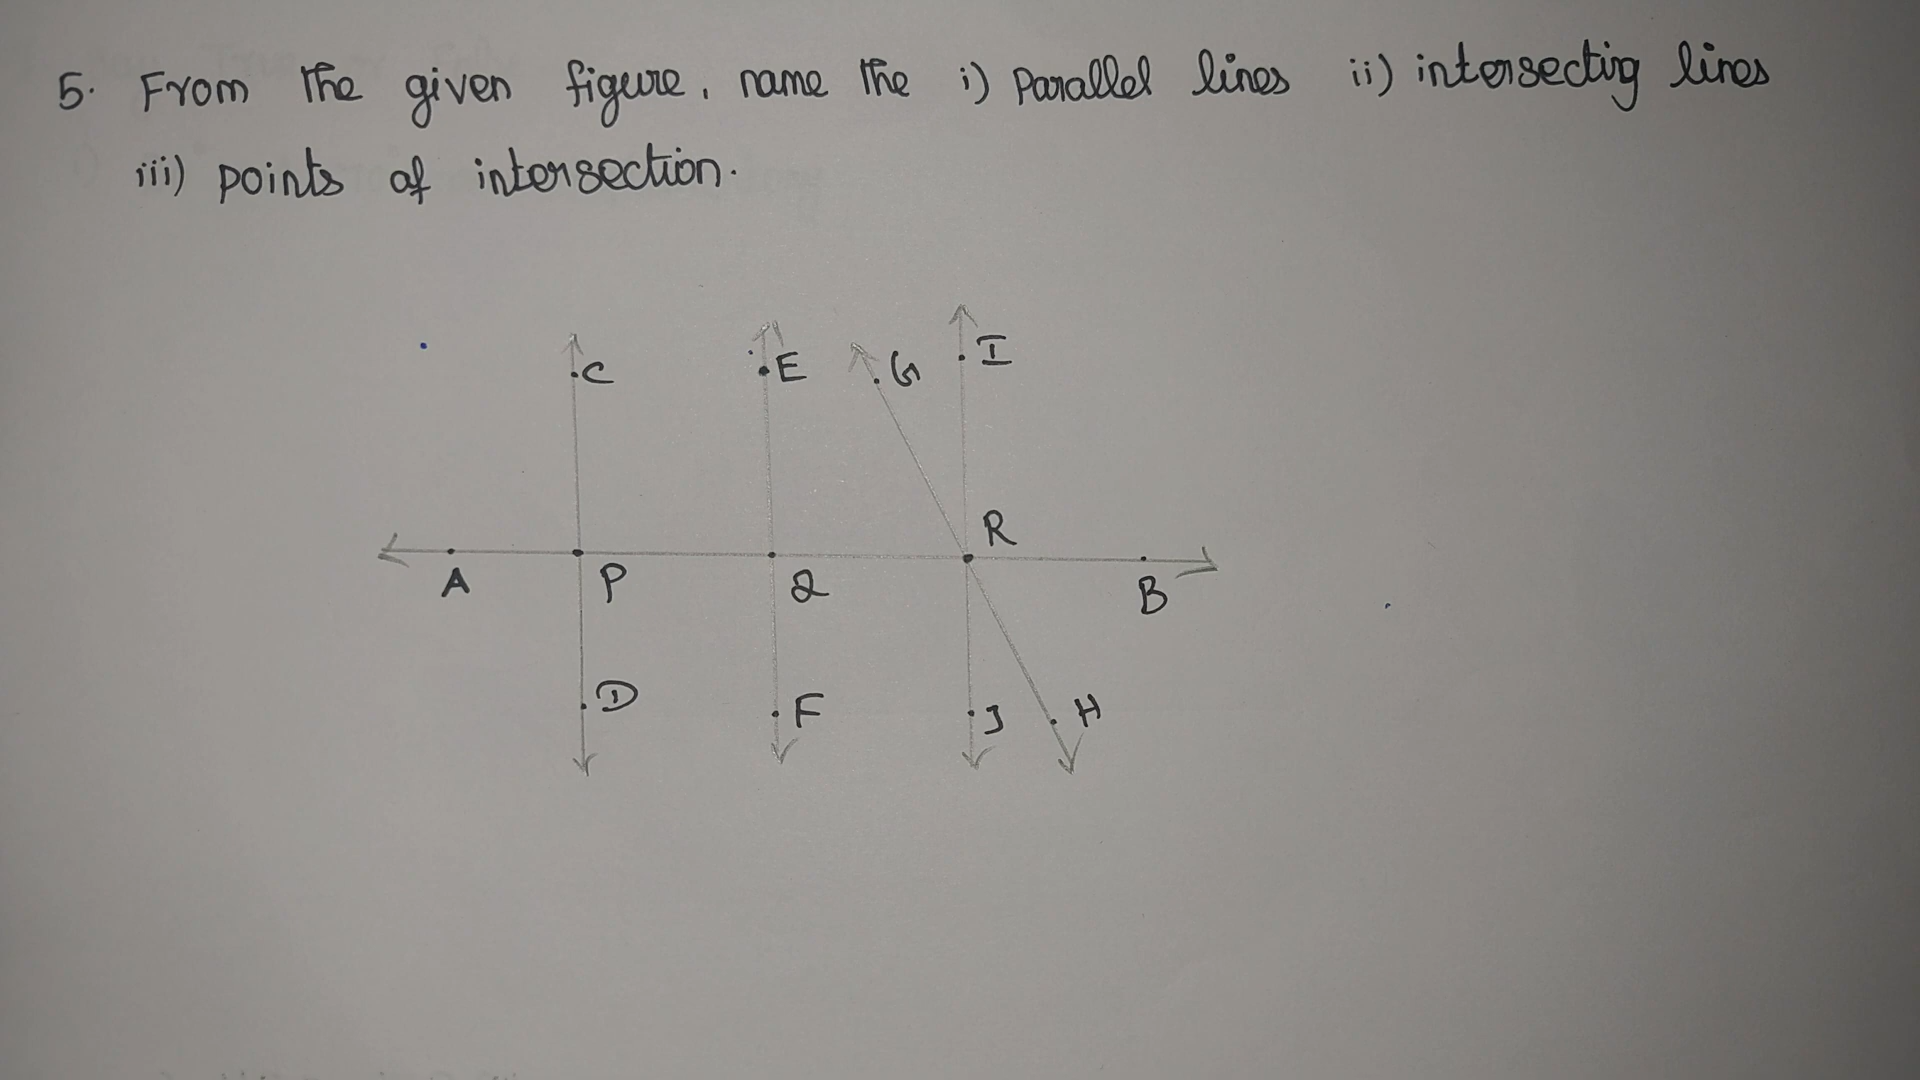 5. From the given figure, name the i) Parallel lines ii) intersecting lines
iii) points of intersection.
C
E
G
I
R
A
P
Q
B
D
F
J
H